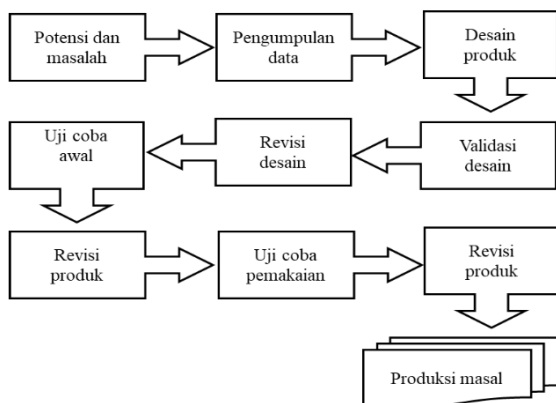 Potensi dan
masalah
Pengumpulan
data
Desain
produk
Validasi
desain
Revisi
desain
Uji coba
awal
Revisi
produk
Uji coba
pemakaian
Revisi
produk
Produksi masal